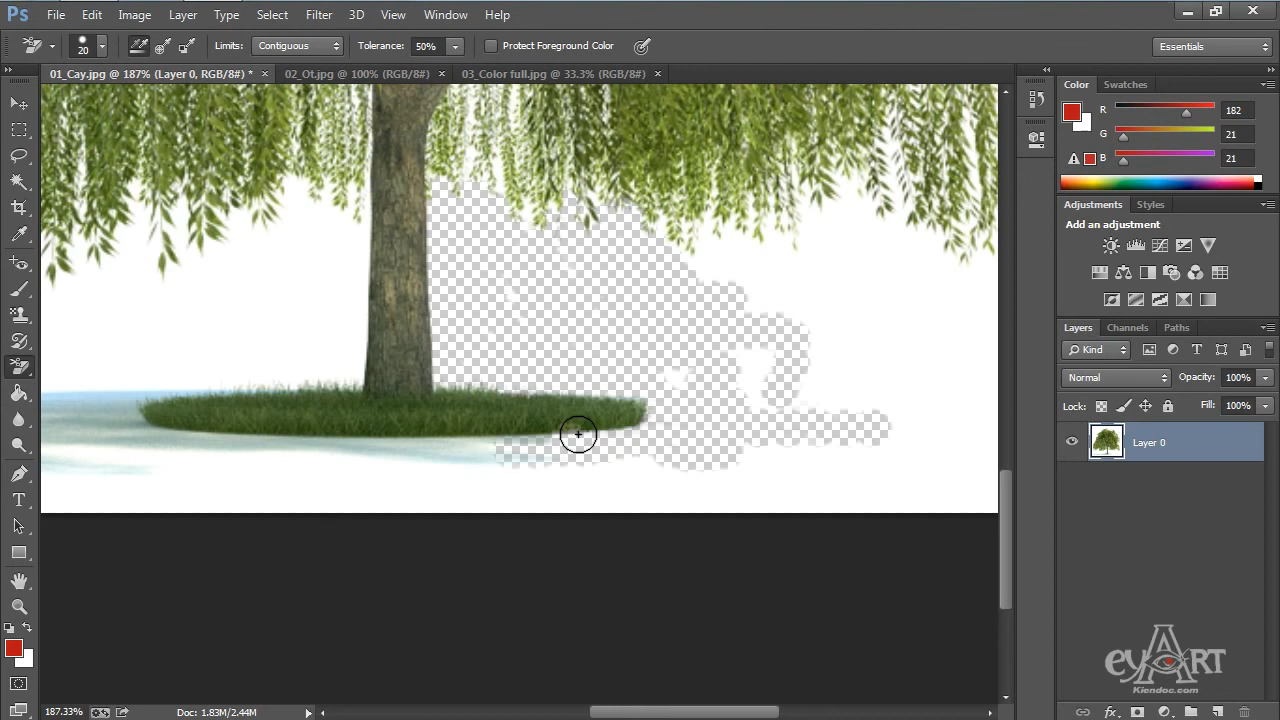 Ps File Edit Image Layer Type Select Filter 3D View Window Help
20 Limits: Contiguous Tolerance: 50% Protect Foreground Color Essentials
01_Cay.jpg @ 187% (Layer 0, RGB/8#) * × 02_Ot.jpg @ 100% (RGB/8#) × 03_Color full.jpg @ 33.3% (RGB/8#) ×
Color Swatches
R 182
G 21
B 21
Adjustments Styles
Add an adjustment
Layers Channels Paths
Kind
Normal Opacity: 100%
Lock: Fill: 100%
Layer 0
eyART
Kiendoc.com
187.33% Doc: 1.83M/2.44M